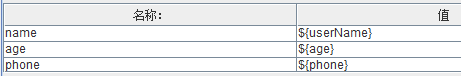 名称: 值
name ${userName}
age ${age}
phone ${phone}